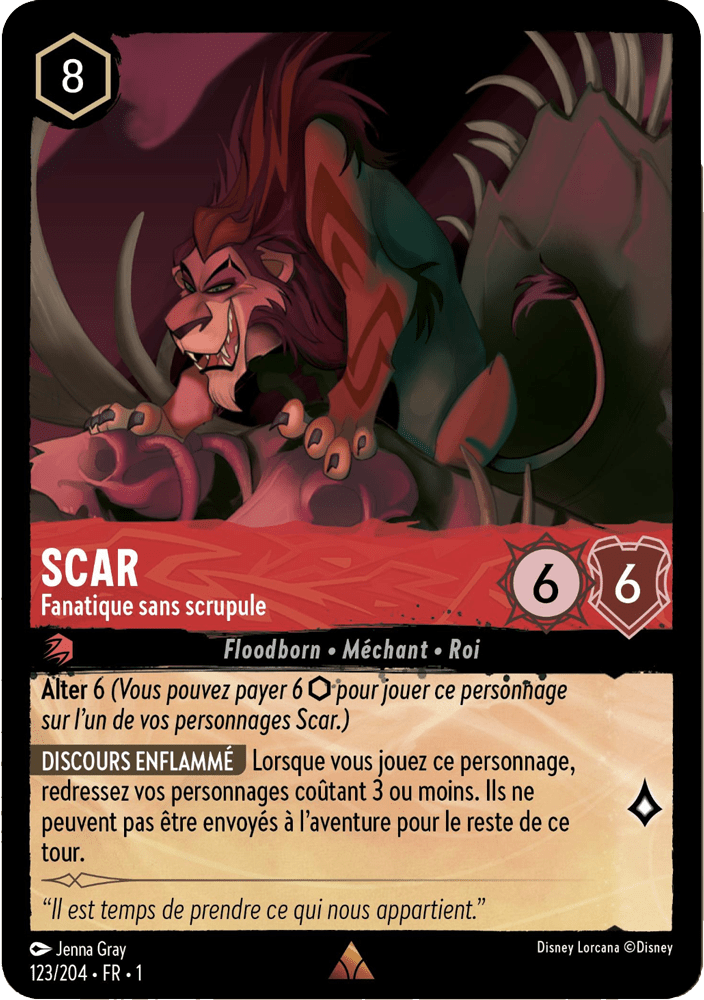 8
SCAR
Fanatique sans scrupule
6
6
Floodborn • Méchant • Roi
Alter 6 (Vous pouvez payer 6 ⬡ pour jouer ce personnage
sur l'un de vos personnages Scar.)
DISCOURS ENFLAMMÉ Lorsque vous jouez ce personnage,
redressez vos personnages coûtant 3 ou moins. Ils ne
peuvent pas être envoyés à l'aventure pour le reste de ce
tour.
“Il est temps de prendre ce qui nous appartient.”
Jenna Gray
Disney Lorcana ©Disney
123/204 • FR • 1